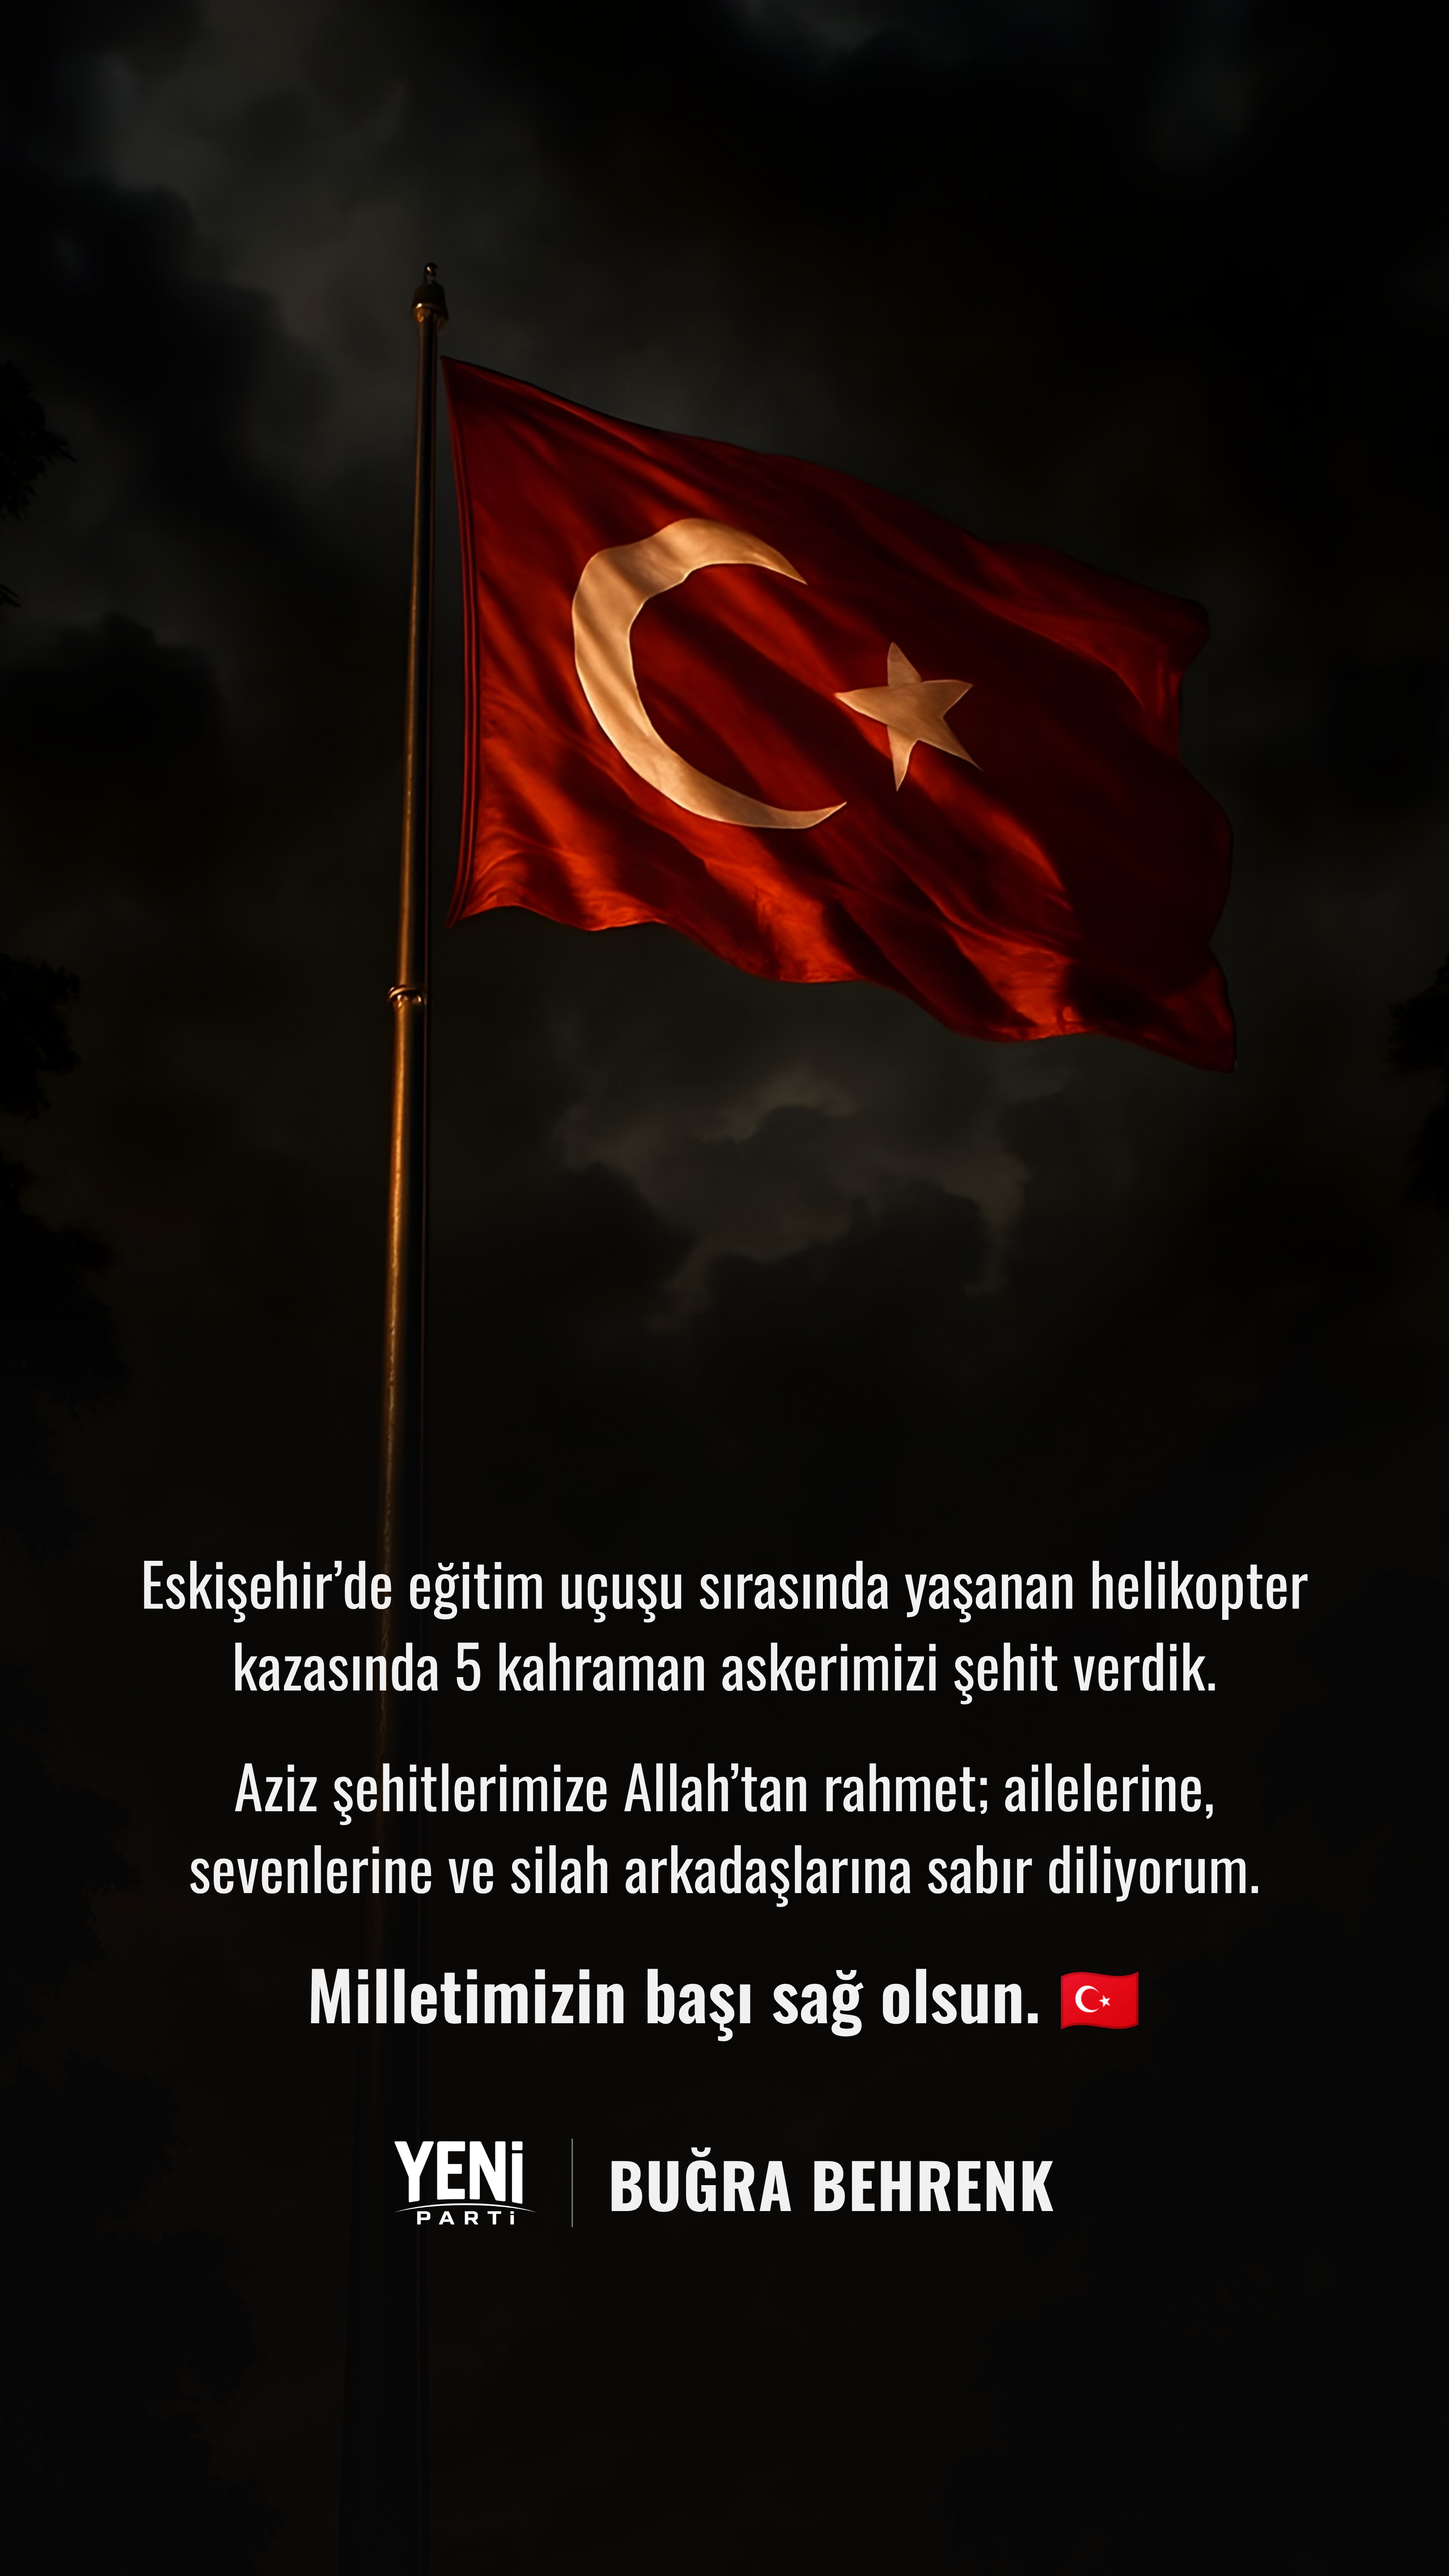 Eskişehir’de eğitim uçuşu sırasında yaşanan helikopter
kazasında 5 kahraman askerimizi şehit verdik.
Aziz şehitlerimize Allah’tan rahmet; ailelerine,
sevenlerine ve silah arkadaşlarına sabır diliyorum.
Milletimizin başı sağ olsun. 🇹🇷
YENİ
PARTİ
BUĞRA BEHRENK